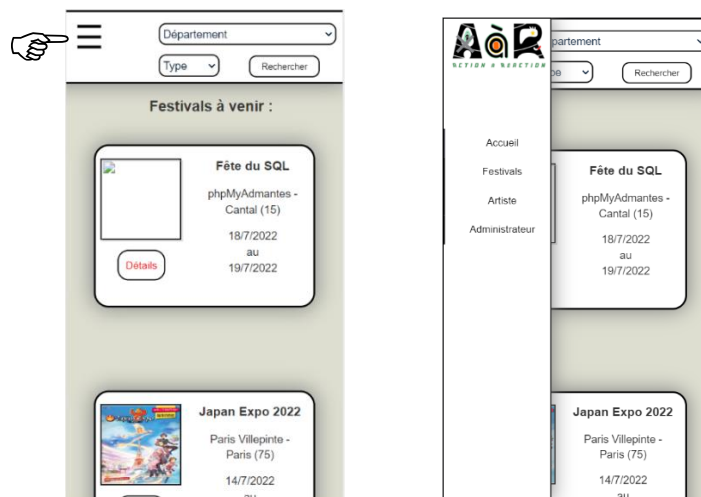 Département
Type
Rechercher
Festivals à venir :
Fête du SQL
phpMyAdmantes -
Cantal (15)
18/7/2022
au
19/7/2022
Détails
Japan Expo 2022
Paris Villepinte -
Paris (75)
14/7/2022
au
AàR
ACTION & RÉACTION
Accueil
Festivals
Artiste
Administrateur
partement
pe
Rechercher
Fête du SQL
phpMyAdmantes -
Cantal (15)
18/7/2022
au
19/7/2022
Japan Expo 2022
Paris Villepinte -
Paris (75)
14/7/2022
au